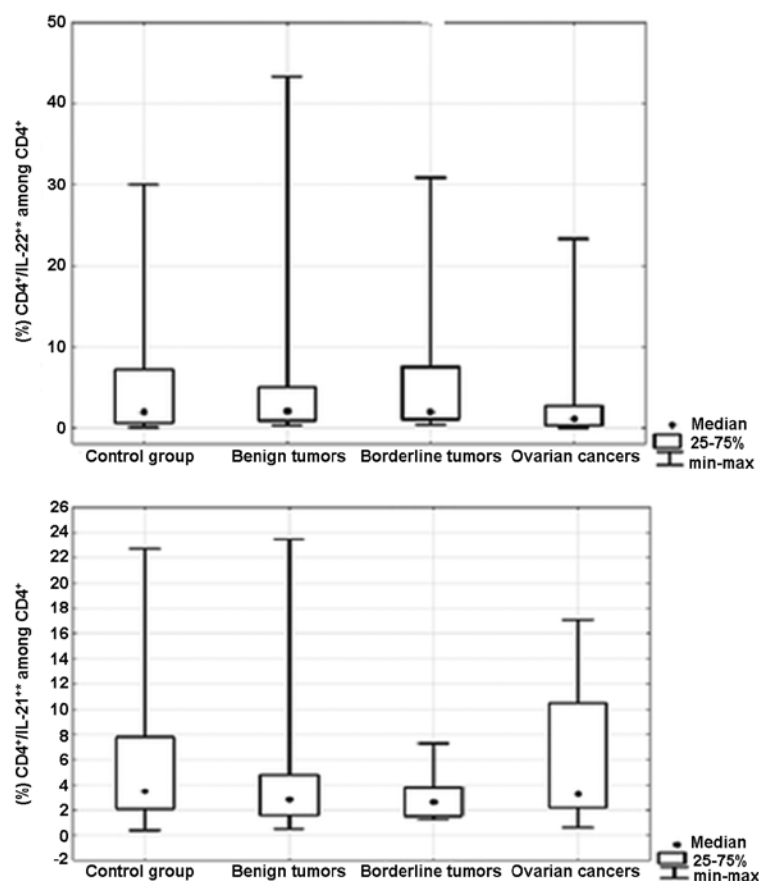 50
40
30
20
10
0
(%) CD4⁺/IL-22⁺⁺ among CD4⁺
Control group Benign tumors Borderline tumors Ovarian cancers
Median
25-75%
min-max
26
24
22
20
18
16
14
12
10
8
6
4
2
0
-2
(%) CD4⁺/IL-21⁺⁺ among CD4⁺
Control group Benign tumors Borderline tumors Ovarian cancers
Median
25-75%
min-max